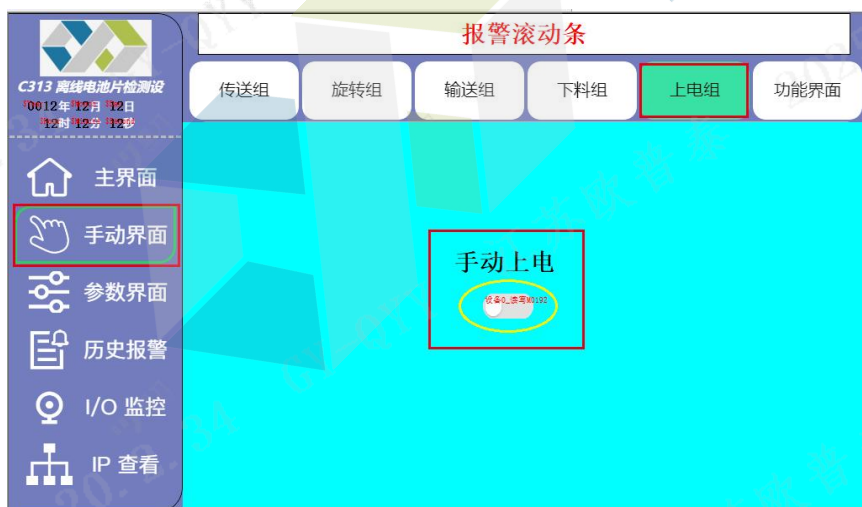 报警滚动条
C313 离线电池片检测设
0012年 12月 12日
12时 12分 12秒
传送组
旋转组
输送组
下料组
上电组
功能界面
主界面
手动界面
参数界面
历史报警
I/O 监控
IP 查看
手动上电
设备0_读写M0192